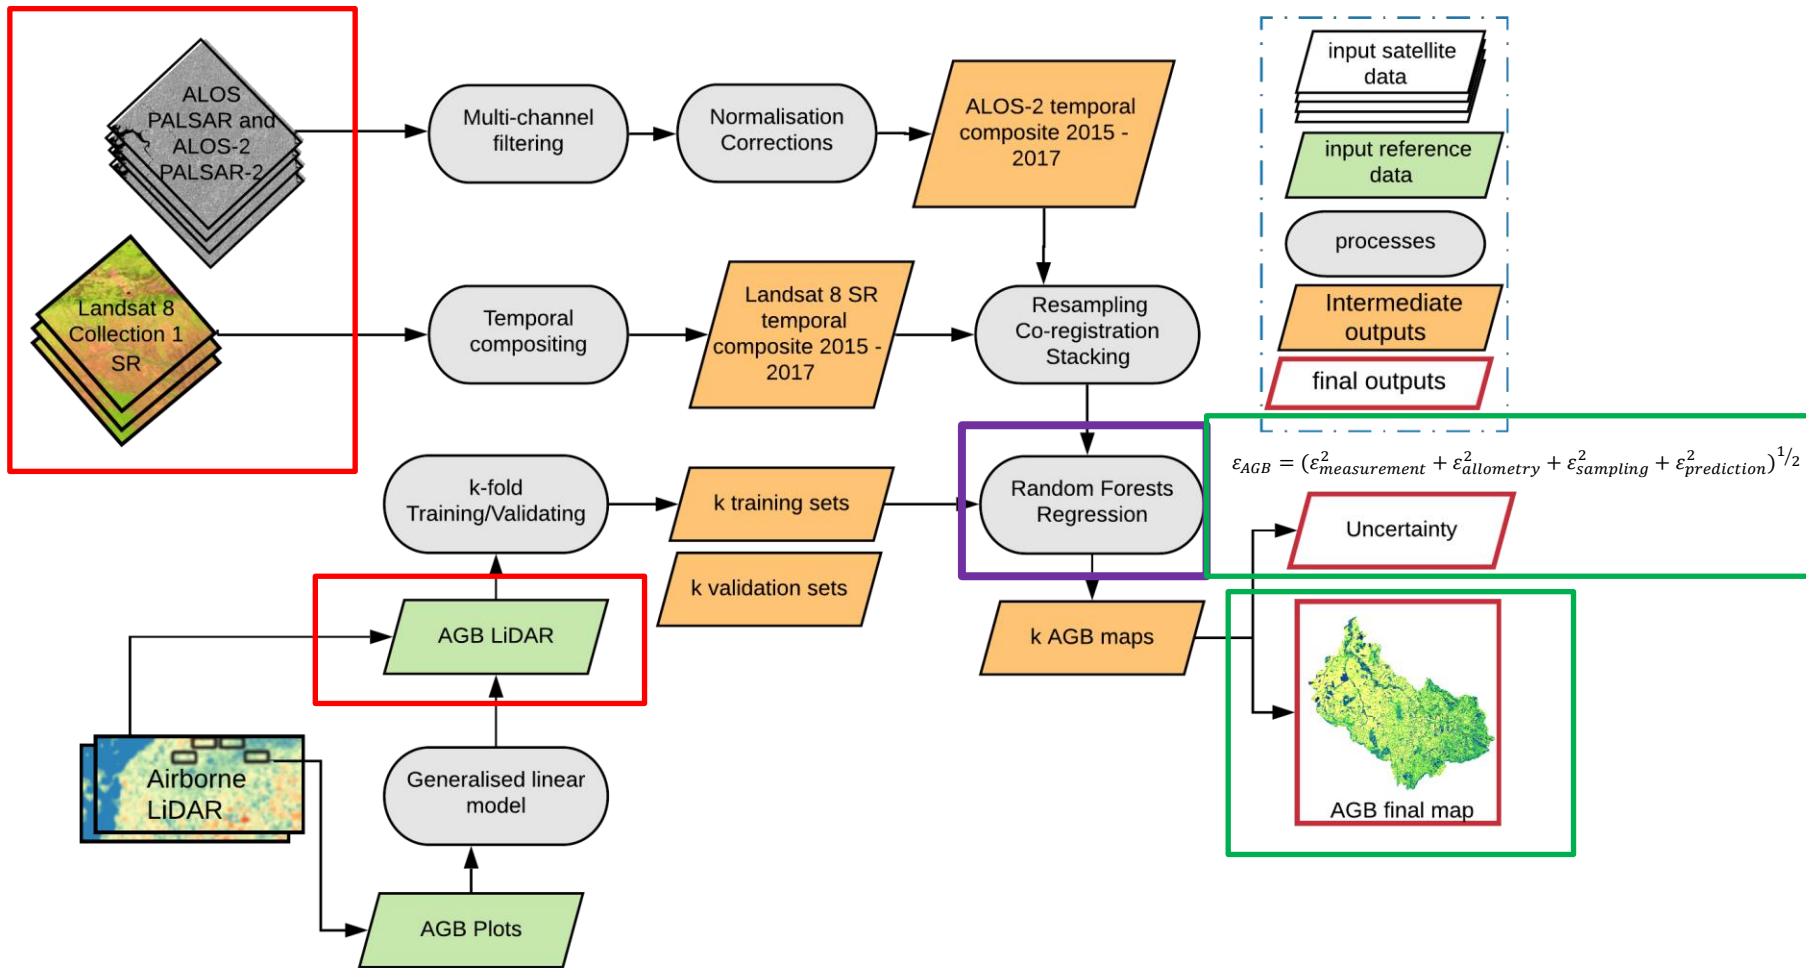 ALOS
PALSAR and
ALOS-2
PALSAR-2
Multi-channel
filtering
Normalisation
Corrections
ALOS-2 temporal
composite 2015 -
2017
input satellite
data
input reference
data
processes
Intermediate
outputs
final outputs
Landsat 8
Collection 1
SR
Temporal
compositing
Landsat 8 SR
temporal
composite 2015 -
2017
Resampling
Co-registration
Stacking
k-fold
Training/Validating
k training sets
k validation sets
Random Forests
Regression
ε_AGB = (ε²_measurement + ε²_allometry + ε²_sampling + ε²_prediction)^1/2
Uncertainty
AGB LiDAR
k AGB maps
AGB final map
Airborne
LiDAR
Generalised linear
model
AGB Plots